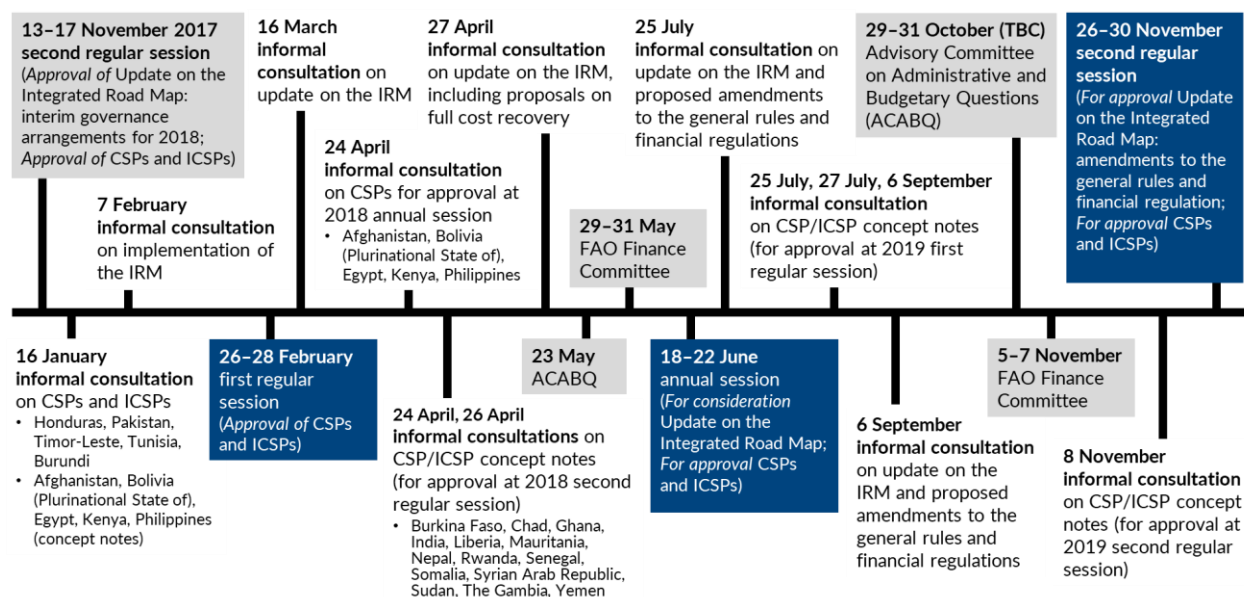 13–17 November 2017
second regular session
(Approval of Update on the
Integrated Road Map:
interim governance
arrangements for 2018;
Approval of CSPs and ICSPs)
7 February
informal consultation
on implementation of
the IRM
16 March
informal
consultation on
update on the IRM
24 April
informal consultation
on CSPs for approval at
2018 annual session
• Afghanistan, Bolivia
(Plurinational State of),
Egypt, Kenya, Philippines
27 April
informal consultation
on update on the IRM,
including proposals on
full cost recovery
29–31 May
FAO Finance
Committee
25 July
informal consultation on
update on the IRM and
proposed amendments
to the general rules and
financial regulations
25 July, 27 July, 6 September
informal consultation
on CSP/ICSP concept notes
(for approval at 2019 first
regular session)
29–31 October (TBC)
Advisory Committee
on Administrative and
Budgetary Questions
(ACABQ)
26–30 November
second regular
session
(For approval Update
on the Integrated
Road Map:
amendments to the
general rules and
financial regulation;
For approval CSPs
and ICSPs)
16 January
informal consultation
on CSPs and ICSPs
• Honduras, Pakistan,
Timor-Leste, Tunisia,
Burundi
• Afghanistan, Bolivia
(Plurinational State of),
Egypt, Kenya, Philippines
(concept notes)
26–28 February
first regular
session
(Approval of CSPs
and ICSPs)
24 April, 26 April
informal consultations on
CSP/ICSP concept notes
(for approval at 2018 second
regular session)
• Burkina Faso, Chad, Ghana,
India, Liberia, Mauritania,
Nepal, Rwanda, Senegal,
Somalia, Syrian Arab Republic,
Sudan, The Gambia, Yemen
23 May
ACABQ
18–22 June
annual session
(For consideration
Update on the
Integrated Road Map;
For approval CSPs
and ICSPs)
6 September
informal consultation
on update on the
IRM and proposed
amendments to the
general rules and
financial regulations
5–7 November
FAO Finance
Committee
8 November
informal consultation
on CSP/ICSP concept
notes (for approval at
2019 second regular
session)